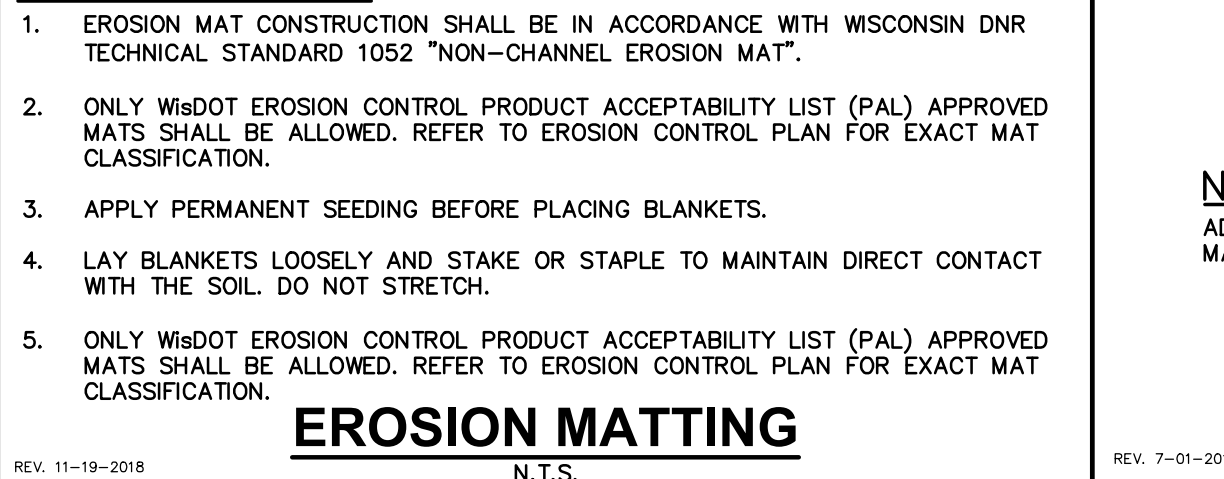 1. EROSION MAT CONSTRUCTION SHALL BE IN ACCORDANCE WITH WISCONSIN DNR
TECHNICAL STANDARD 1052 "NON-CHANNEL EROSION MAT".
2. ONLY WisDOT EROSION CONTROL PRODUCT ACCEPTABILITY LIST (PAL) APPROVED
MATS SHALL BE ALLOWED. REFER TO EROSION CONTROL PLAN FOR EXACT MAT
CLASSIFICATION.
3. APPLY PERMANENT SEEDING BEFORE PLACING BLANKETS.
4. LAY BLANKETS LOOSELY AND STAKE OR STAPLE TO MAINTAIN DIRECT CONTACT
WITH THE SOIL. DO NOT STRETCH.
5. ONLY WisDOT EROSION CONTROL PRODUCT ACCEPTABILITY LIST (PAL) APPROVED
MATS SHALL BE ALLOWED. REFER TO EROSION CONTROL PLAN FOR EXACT MAT
CLASSIFICATION.
EROSION MATTING
REV. 11-19-2018
N.T.S.
REV.